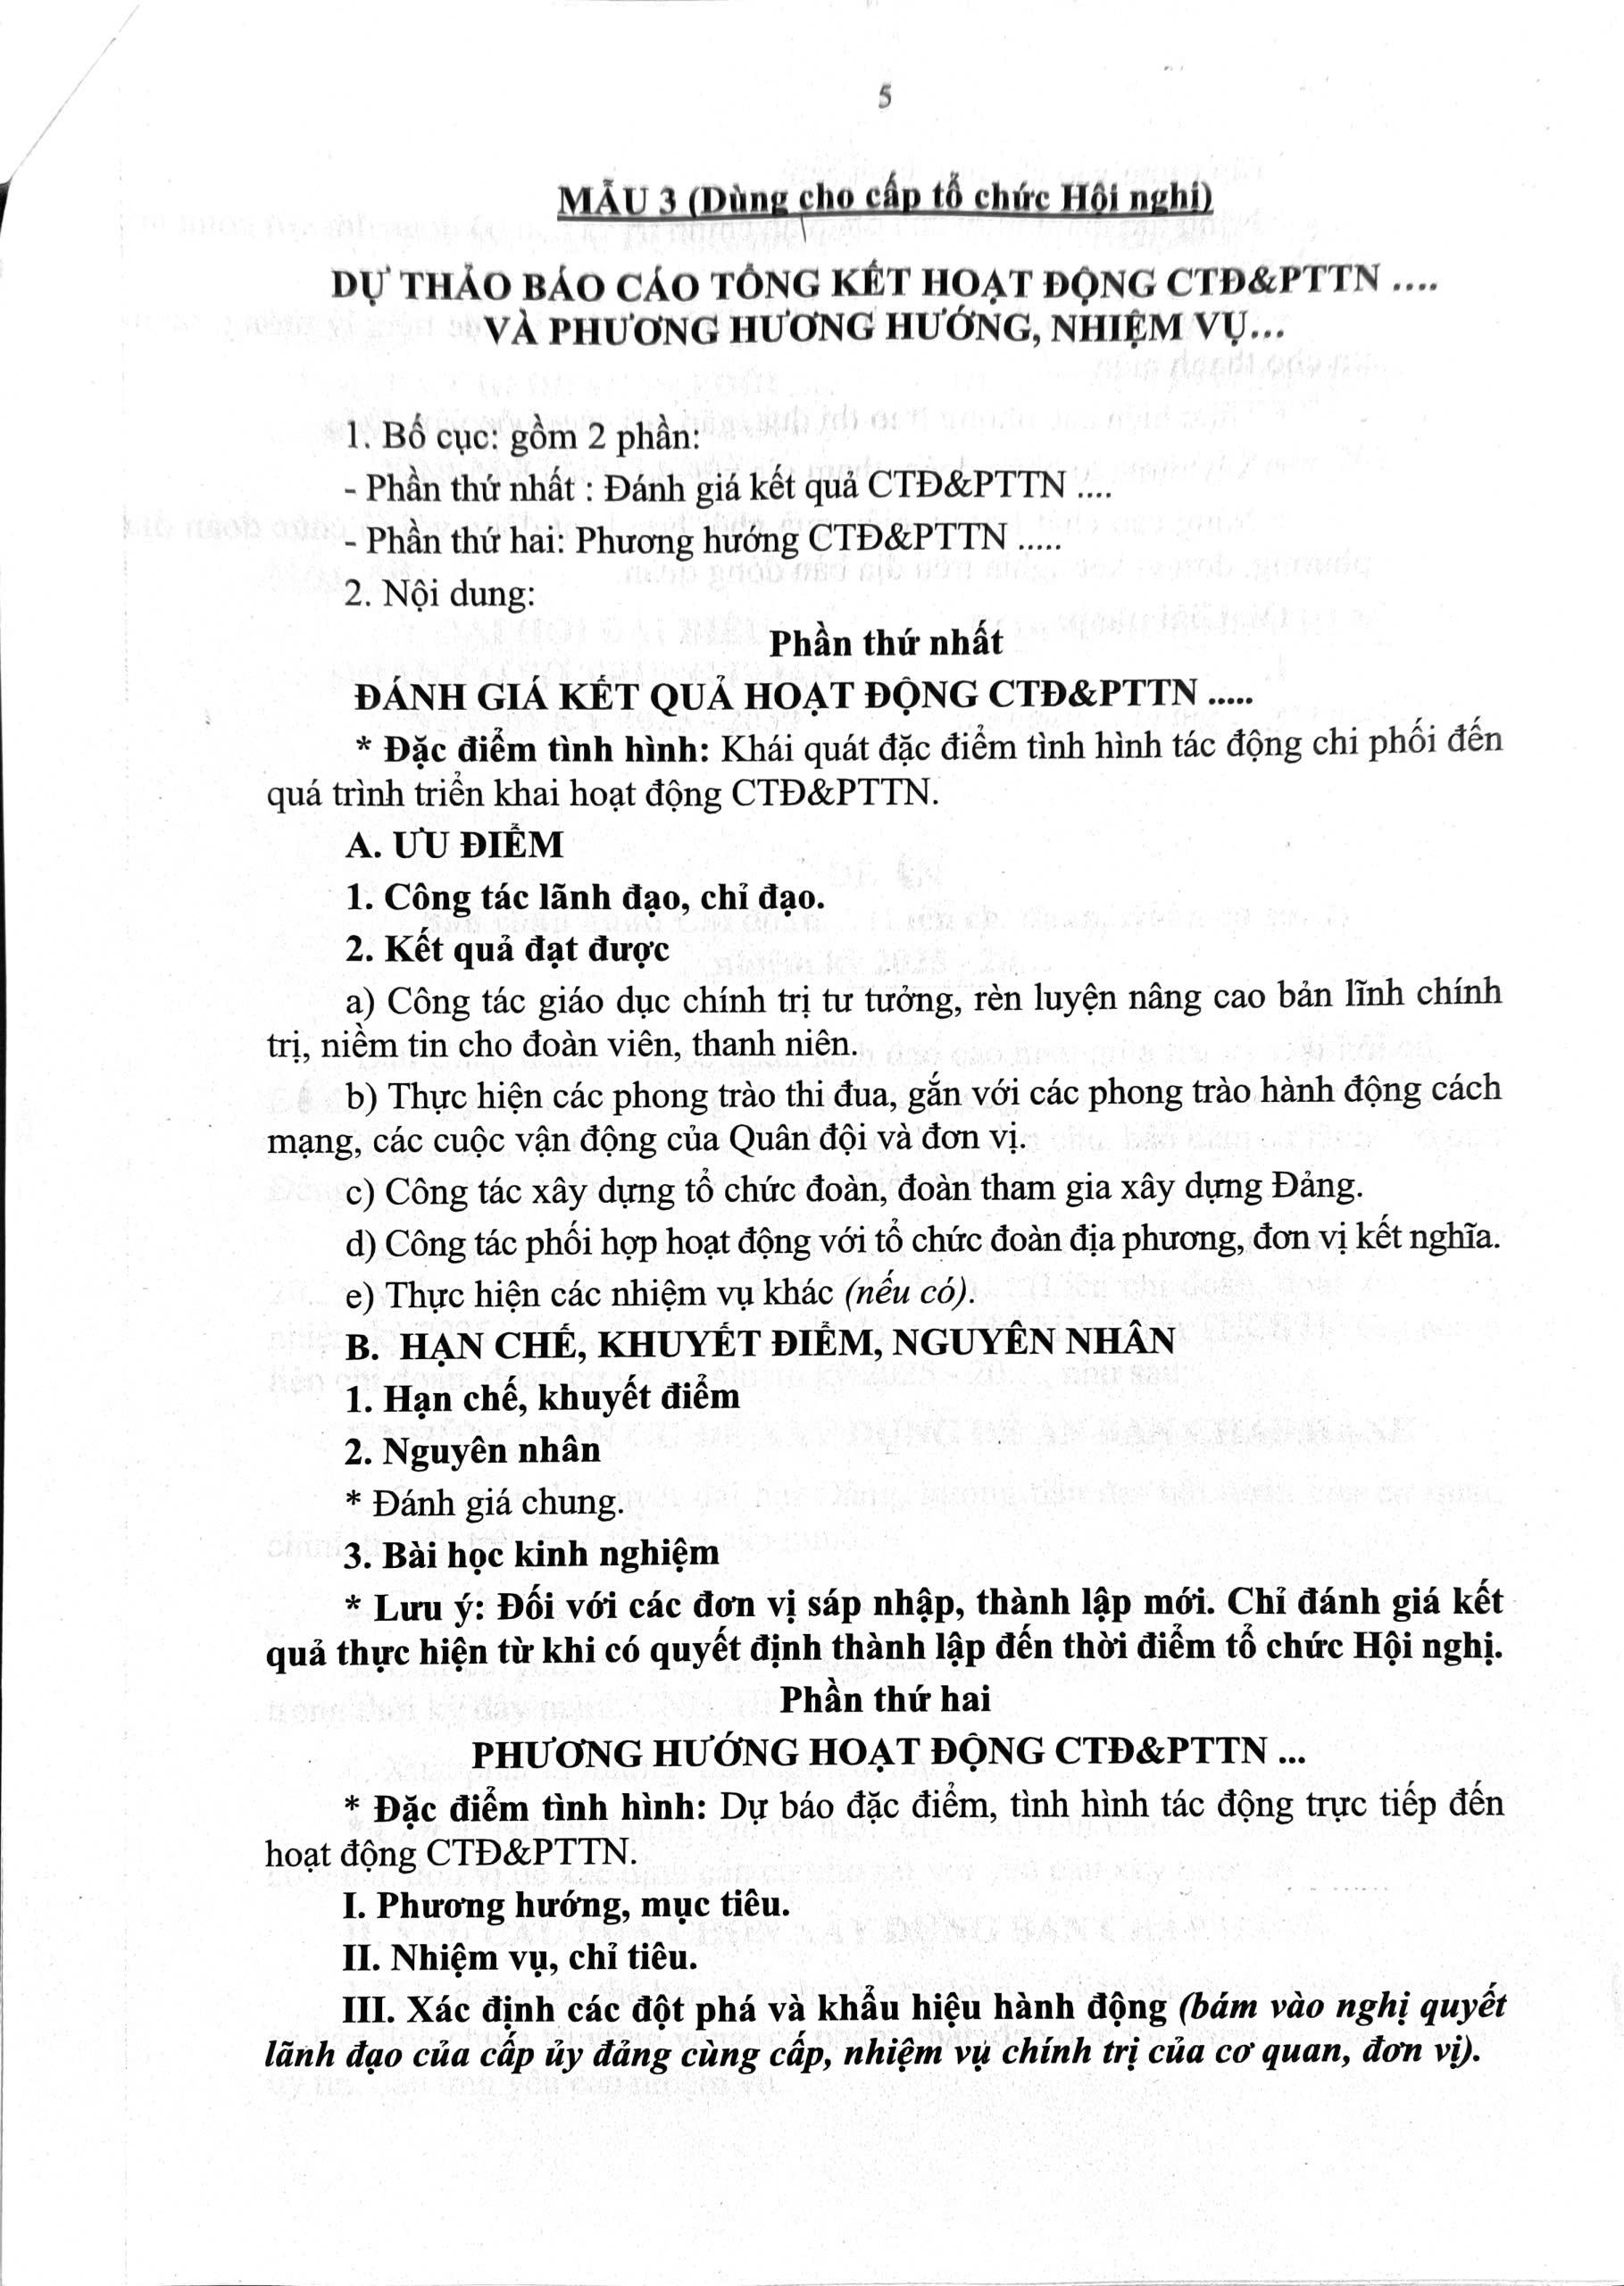 5
MẪU 3 (Dùng cho cấp tổ chức Hội nghị)
DỰ THẢO BÁO CÁO TỔNG KẾT HOẠT ĐỘNG CTĐ&PTTN ....
VÀ PHƯƠNG HƯƠNG HƯỚNG, NHIỆM VỤ...
1. Bố cục: gồm 2 phần:
- Phần thứ nhất : Đánh giá kết quả CTĐ&PTTN ....
- Phần thứ hai: Phương hướng CTĐ&PTTN .....
2. Nội dung:
Phần thứ nhất
ĐÁNH GIÁ KẾT QUẢ HOẠT ĐỘNG CTĐ&PTTN .....
* Đặc điểm tình hình: Khái quát đặc điểm tình hình tác động chi phối đến
quá trình triển khai hoạt động CTĐ&PTTN.
A. ƯU ĐIỂM
1. Công tác lãnh đạo, chỉ đạo.
2. Kết quả đạt được
a) Công tác giáo dục chính trị tư tưởng, rèn luyện nâng cao bản lĩnh chính
trị, niềm tin cho đoàn viên, thanh niên.
b) Thực hiện các phong trào thi đua, gắn với các phong trào hành động cách
mạng, các cuộc vận động của Quân đội và đơn vị.
c) Công tác xây dựng tổ chức đoàn, đoàn tham gia xây dựng Đảng.
d) Công tác phối hợp hoạt động với tổ chức đoàn địa phương, đơn vị kết nghĩa.
e) Thực hiện các nhiệm vụ khác (nếu có).
B. HẠN CHẾ, KHUYẾT ĐIỂM, NGUYÊN NHÂN
1. Hạn chế, khuyết điểm
2. Nguyên nhân
* Đánh giá chung.
3. Bài học kinh nghiệm
* Lưu ý: Đối với các đơn vị sáp nhập, thành lập mới. Chỉ đánh giá kết
quả thực hiện từ khi có quyết định thành lập đến thời điểm tổ chức Hội nghị.
Phần thứ hai
PHƯƠNG HƯỚNG HOẠT ĐỘNG CTĐ&PTTN ...
* Đặc điểm tình hình: Dự báo đặc điểm, tình hình tác động trực tiếp đến
hoạt động CTĐ&PTTN.
I. Phương hướng, mục tiêu.
II. Nhiệm vụ, chỉ tiêu.
III. Xác định các đột phá và khẩu hiệu hành động (bám vào nghị quyết
lãnh đạo của cấp ủy đảng cùng cấp, nhiệm vụ chính trị của cơ quan, đơn vị).